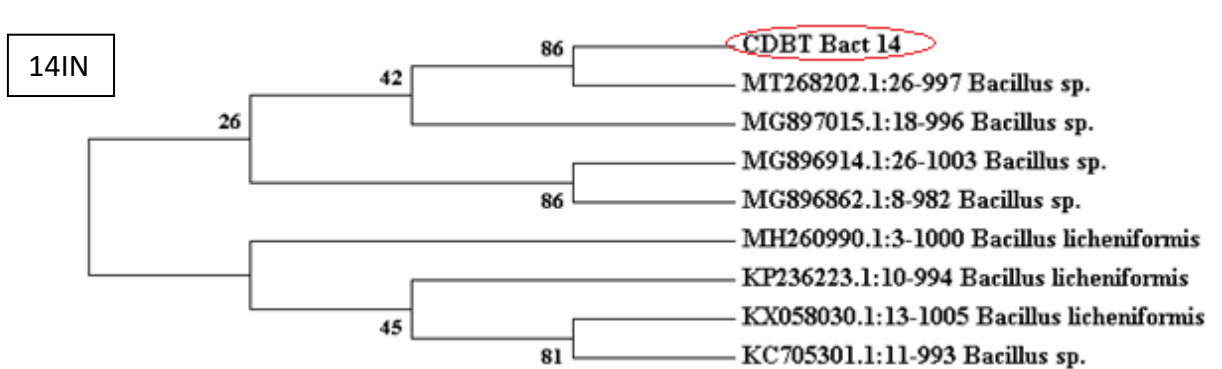 14IN
86
CDBT Bact 14
42
MT268202.1:26-997 Bacillus sp.
26
MG897015.1:18-996 Bacillus sp.
MG896914.1:26-1003 Bacillus sp.
86
MG896862.1:8-982 Bacillus sp.
MH260990.1:3-1000 Bacillus licheniformis
KP236223.1:10-994 Bacillus licheniformis
45
KX058030.1:13-1005 Bacillus licheniformis
81
KC705301.1:11-993 Bacillus sp.